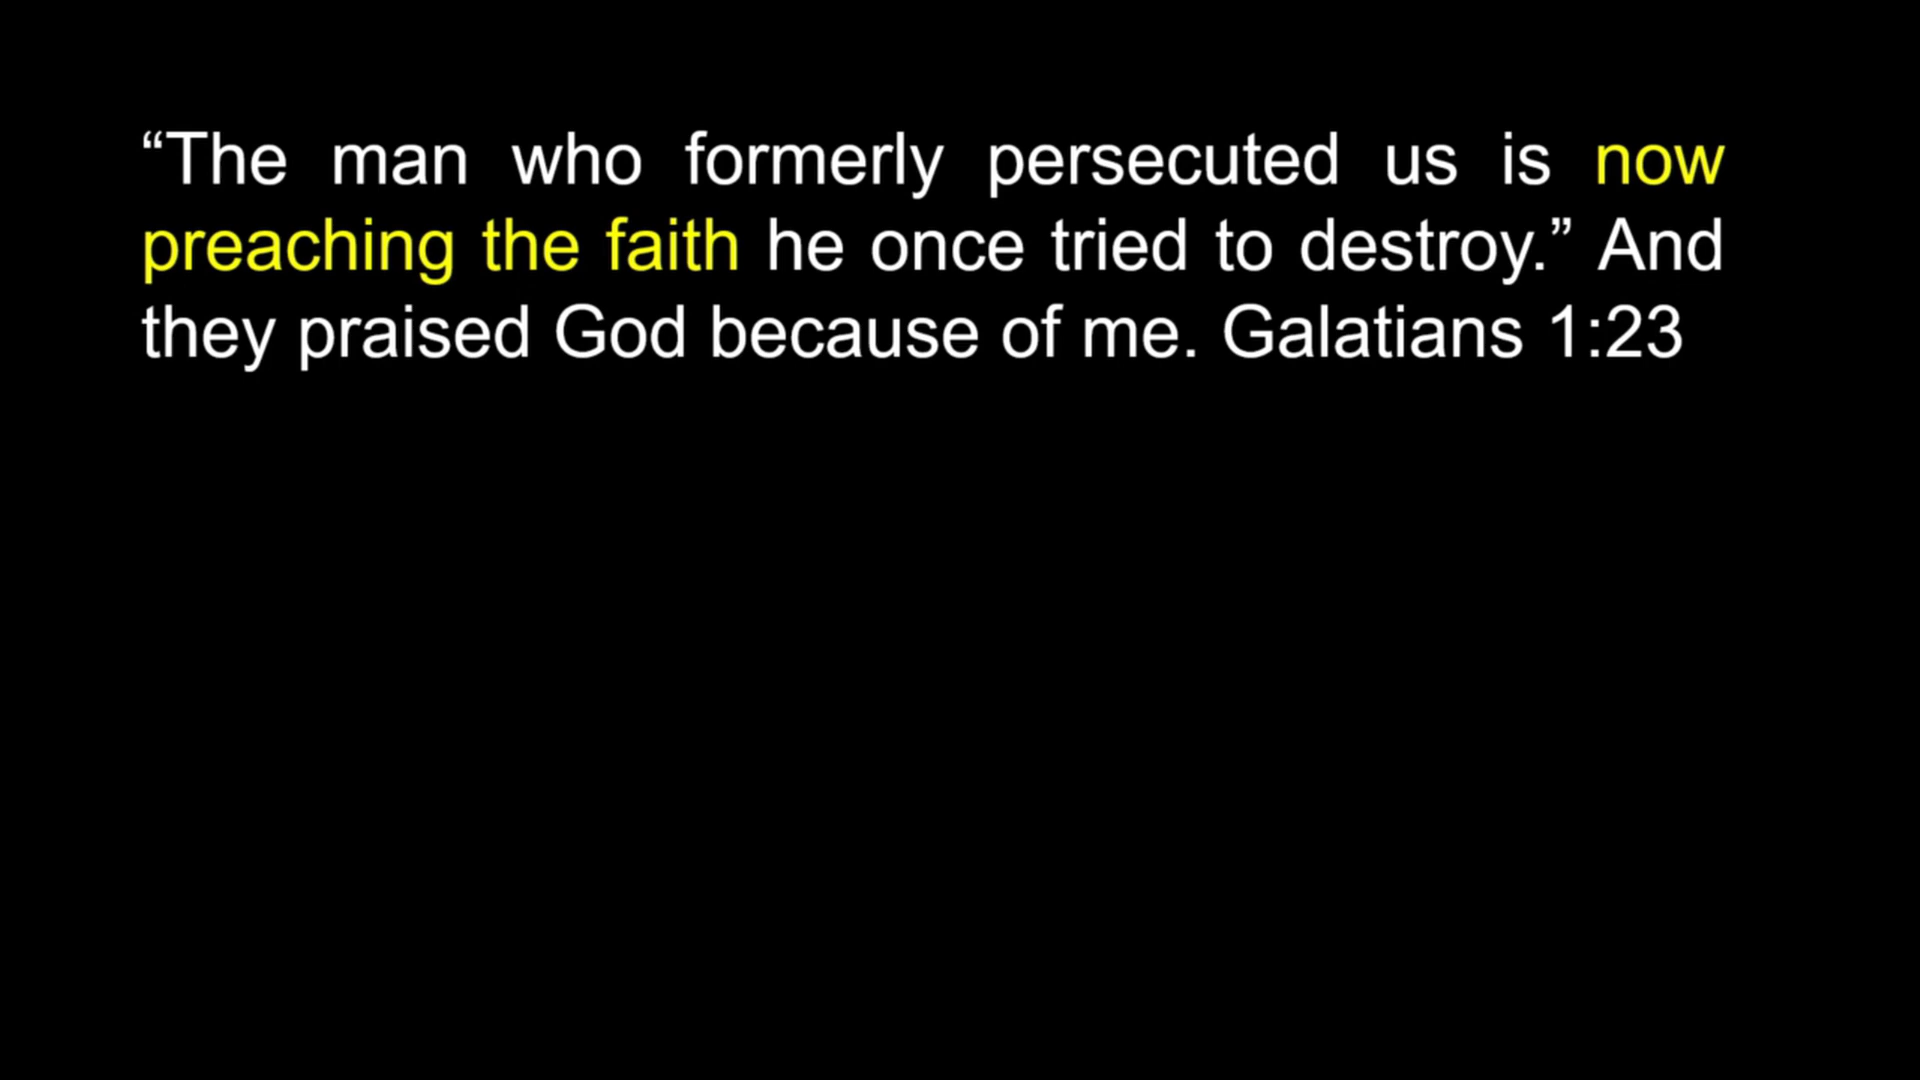 “The man who formerly persecuted us is now
preaching the faith he once tried to destroy.” And
they praised God because of me. Galatians 1:23